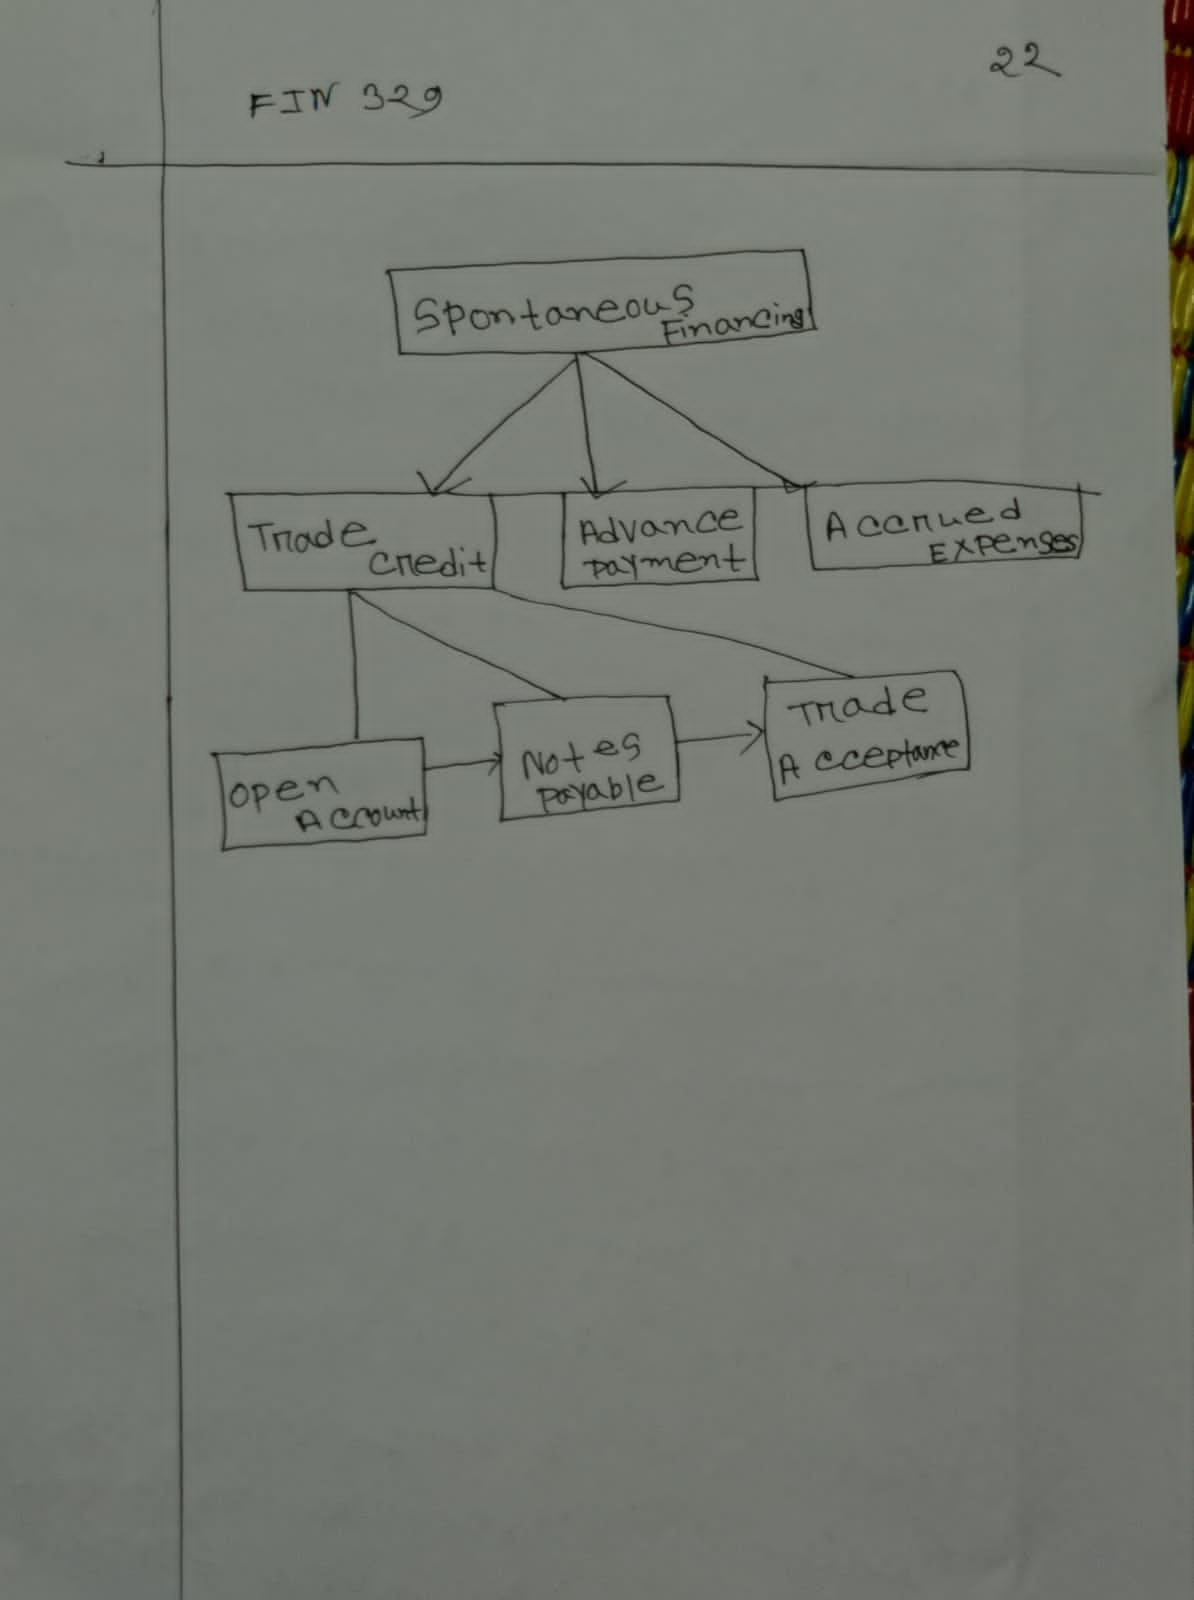 22
FIN 329
Spontaneous
Financing
Trade
credit
Advance
payment
Accrued
Expenses
open
Account
Notes
payable
Trade
Acceptance